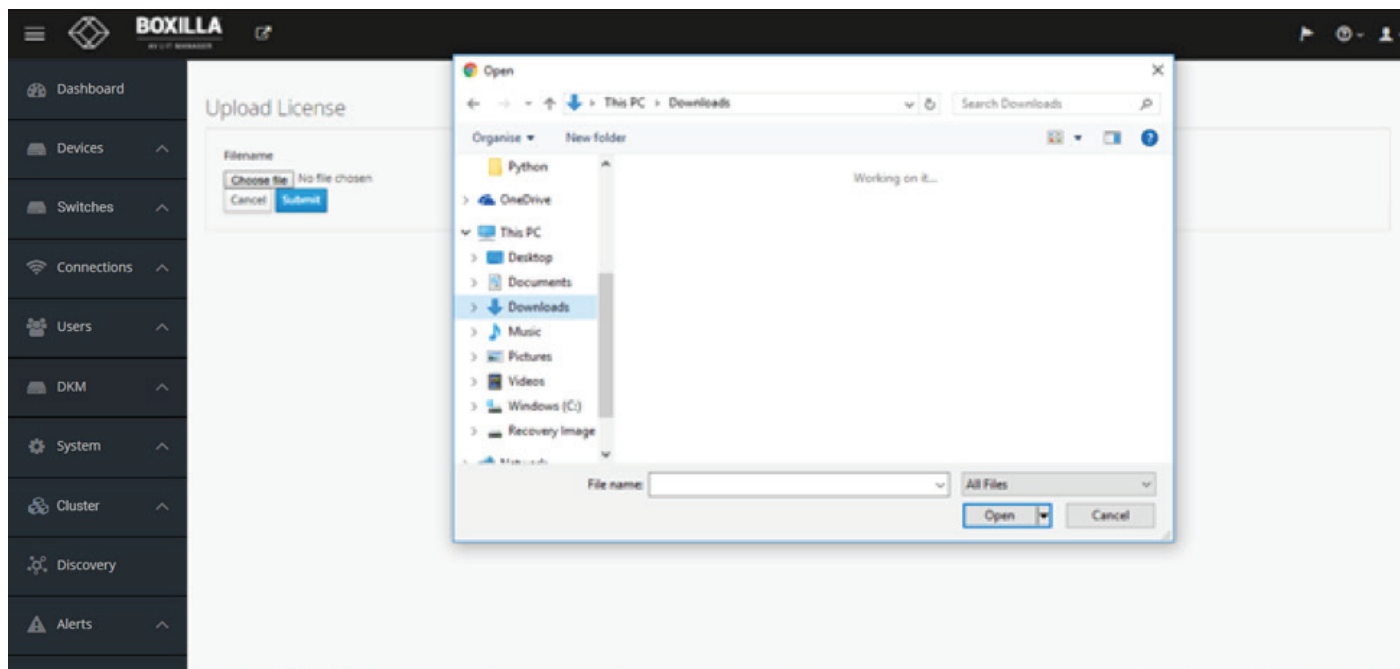 BOXILLA
Dashboard
Devices
Switches
Connections
Users
DKM
System
Cluster
Discovery
Alerts
Upload License
Filename
Choose file No file chosen
Cancel Submit
Open
This PC > Downloads
Search Downloads
Organise New folder
Python
OneDrive
This PC
Desktop
Documents
Downloads
Music
Pictures
Videos
Windows (C:)
Recovery Image
Working on it...
File name:
All Files
Open Cancel